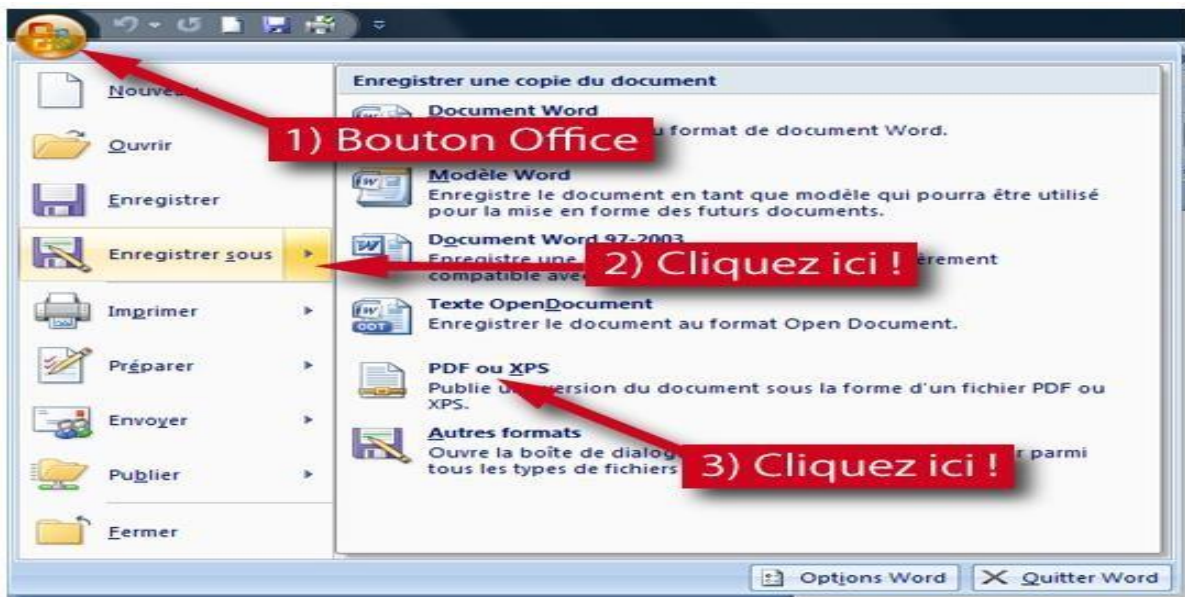 Nouve
Ouvrir
Enregistrer
Enregistrer sous
Imprimer
Préparer
Envoyer
Publier
Fermer
Enregistrer une copie du document
Document Word
format de document Word.
Modèle Word
Enregistre le document en tant que modèle qui pourra être utilisé
pour la mise en forme des futurs documents.
Document Word 97-2003
Enregistre une
compatible
Texte OpenDocument
Enregistrer le document au format Open Document.
PDF ou XPS
Publie version du document sous la forme d'un fichier PDF ou
XPS.
Autres formats
Ouvre la boîte de parmi
tous les types de fichiers
1) Bouton Office
2) Cliquez ici !
3) Cliquez ici !
Options Word
Quitter Word